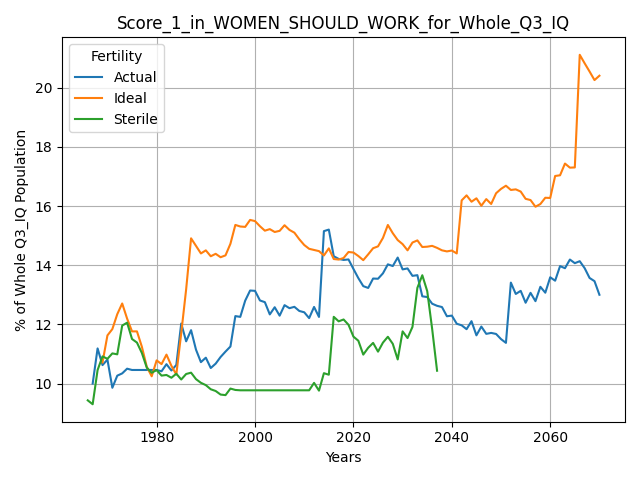 Score_1_in_WOMEN_SHOULD_WORK_for_Whole_Q3_IQ
Fertility
Actual
Ideal
Sterile
% of Whole Q3_IQ Population
20
18
16
14
12
10
1980
2000
2020
2040
2060
Years